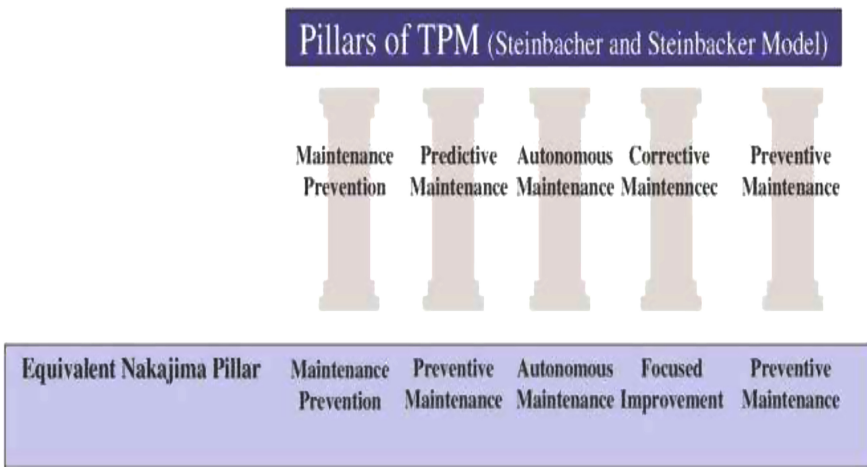 Pillars of TPM (Steinbacher and Steinbacker Model)
Maintenance Prevention
Predictive Maintenance
Autonomous Maintenance
Corrective Maintenncec
Preventive Maintenance
Equivalent Nakajima Pillar
Maintenance Prevention
Preventive Maintenance
Autonomous Maintenance
Focused Improvement
Preventive Maintenance